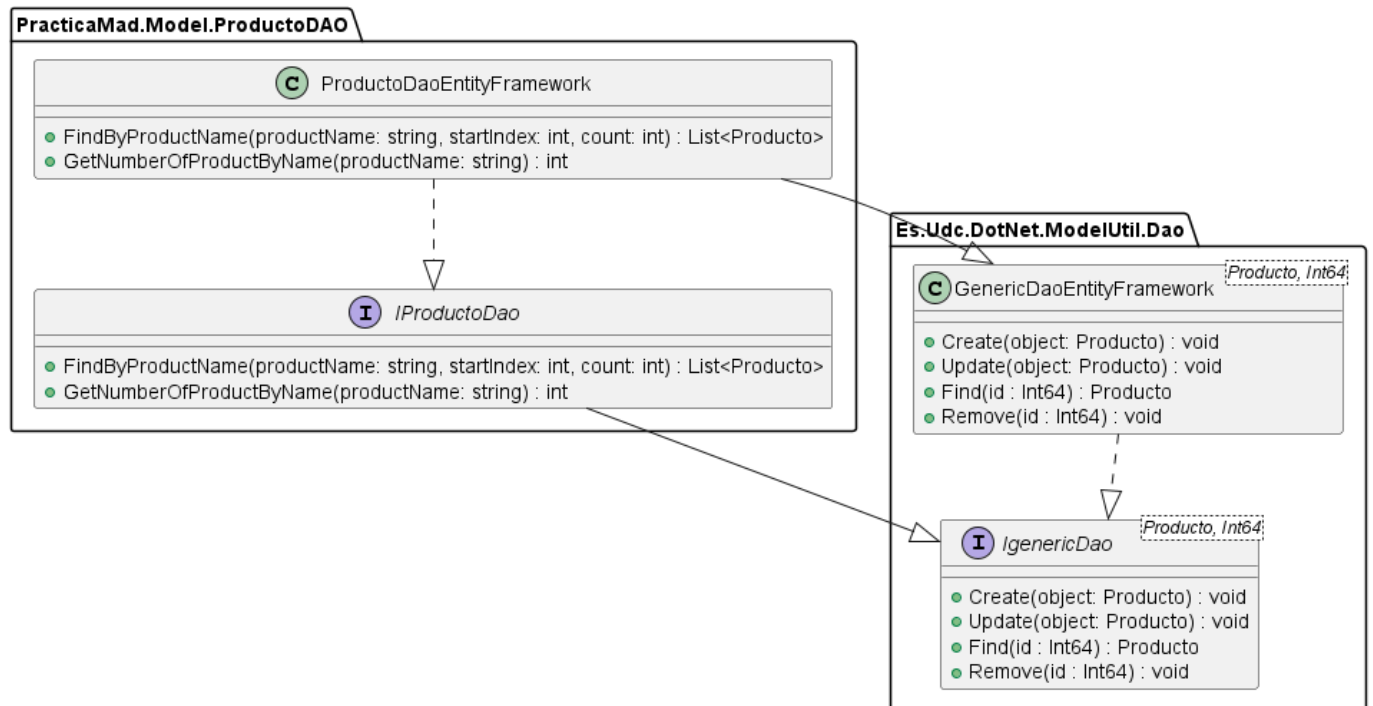 PracticaMad.Model.ProductoDAO
C ProductoDaoEntityFramework
FindByProductName(productName: string, startIndex: int, count: int) : List<Producto>
GetNumberOfProductByName(productName: string) : int
I IProductoDao
FindByProductName(productName: string, startIndex: int, count: int) : List<Producto>
GetNumberOfProductByName(productName: string) : int
Es.Udc.DotNet.ModelUtil.Dao
Producto, Int64
C GenericDaoEntityFramework
Create(object: Producto) : void
Update(object: Producto) : void
Find(id : Int64) : Producto
Remove(id : Int64) : void
Producto, Int64
I IgenericDao
Create(object: Producto) : void
Update(object: Producto) : void
Find(id : Int64) : Producto
Remove(id : Int64) : void